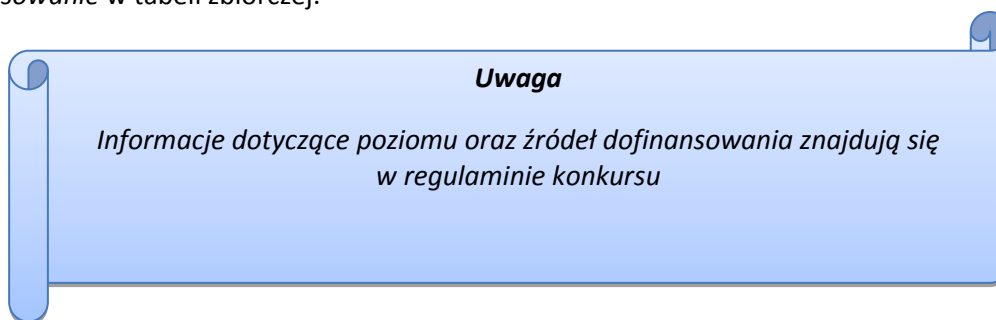 sowanie w tabeli zbiorczej.
Uwaga
Informacje dotyczące poziomu oraz źródeł dofinansowania znajdują się
w regulaminie konkursu